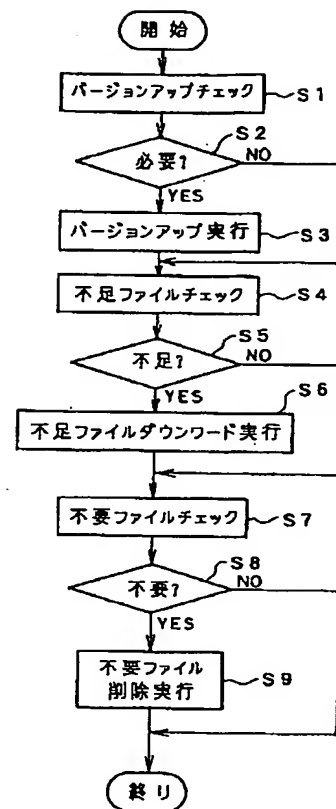 開始
バージョンアップチェック
S1
S2
必要?
NO
YES
バージョンアップ実行
S3
不足ファイルチェック
S4
S5
不足?
NO
YES
S6
不足ファイルダウンワード実行
不要ファイルチェック
S7
S8
不要?
NO
YES
不要ファイル
削除実行
S9
終り